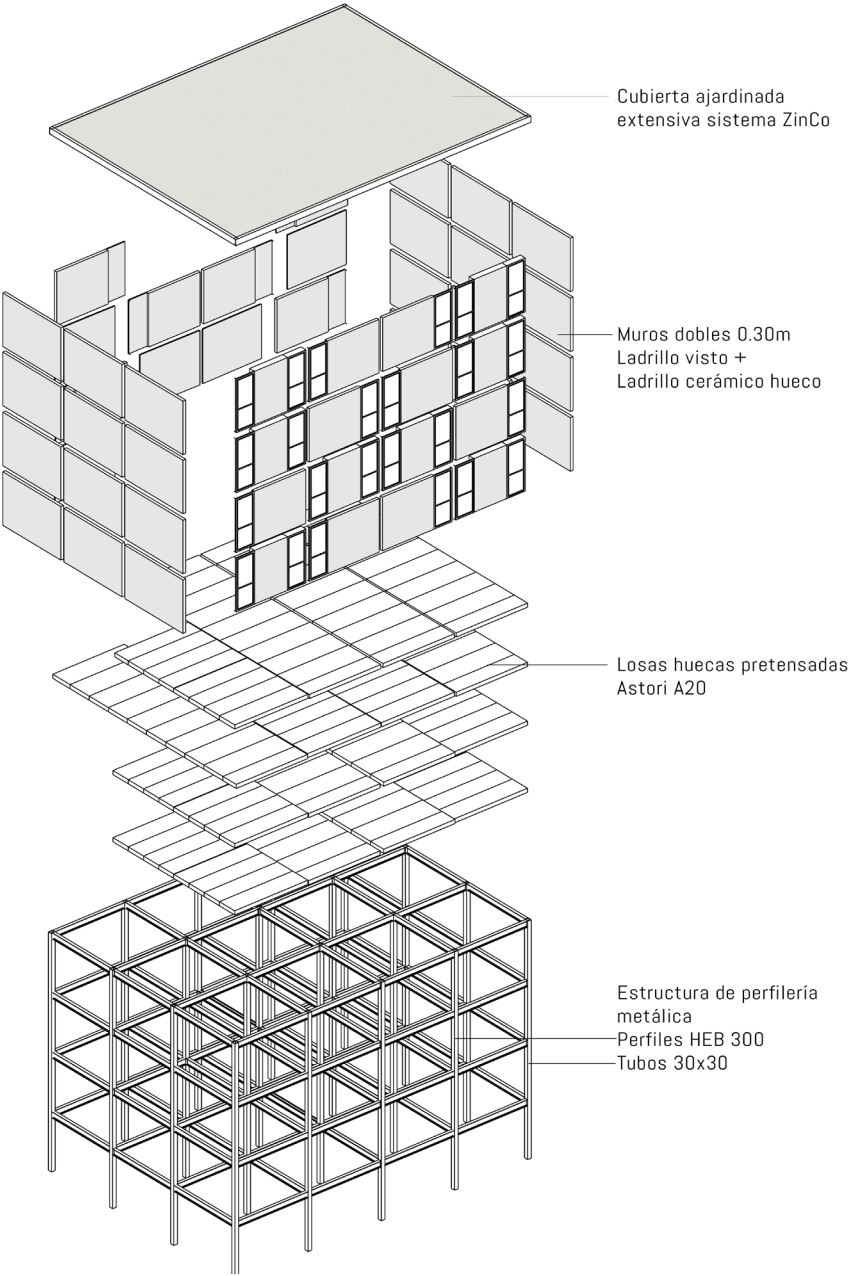 Cubierta ajardinada
extensiva sistema ZinCo
Muros dobles 0.30m
Ladrillo visto +
Ladrillo cerámico hueco
Losas huecas pretensadas
Astori A20
Estructura de perfilería
metálica
Perfiles HEB 300
Tubos 30x30